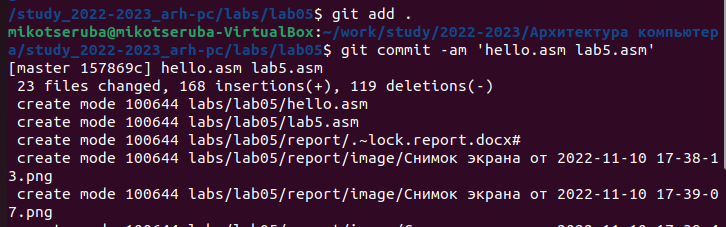 /study_2022-2023_arh-pc/labs/lab05$ git add .
mikotseruba@mikotseruba-VirtualBox:~/work/study/2022-2023/Архитектура компьютер
а/study_2022-2023_arh-pc/labs/lab05$ git commit -am 'hello.asm lab5.asm'
[master 157869c] hello.asm lab5.asm
 23 files changed, 168 insertions(+), 119 deletions(-)
 create mode 100644 labs/lab05/hello.asm
 create mode 100644 labs/lab05/lab5.asm
 create mode 100644 labs/lab05/report/.~lock.report.docx#
 create mode 100644 labs/lab05/report/image/Снимок экрана от 2022-11-10 17-38-1
3.png
 create mode 100644 labs/lab05/report/image/Снимок экрана от 2022-11-10 17-39-0
7.png